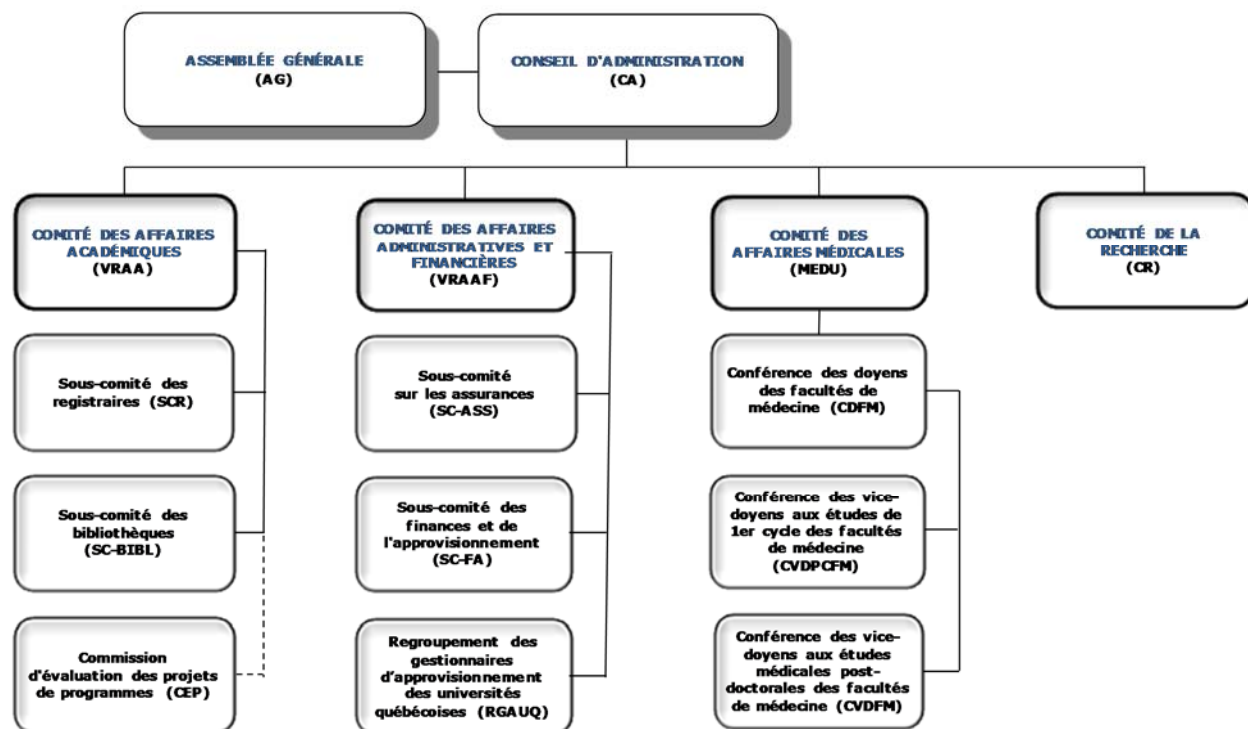 ASSEMBLÉE GÉNÉRALE
(AG)
CONSEIL D'ADMINISTRATION
(CA)
COMITÉ DES AFFAIRES
ACADÉMIQUES
(VRAA)
COMITÉ DES AFFAIRES
ADMINISTRATIVES ET
FINANCIÈRES
(VRAAF)
COMITÉ DES
AFFAIRES MÉDICALES
(MEDU)
COMITÉ DE LA
RECHERCHE
(CR)
Sous-comité des
registraires (SCR)
Sous-comité
sur les assurances
(SC-ASS)
Conférence des doyens
des facultés de
médecine (CDFM)
Sous-comité des
bibliothèques
(SC-BIBL)
Sous-comité des
finances et de
l'approvisionnement
(SC-FA)
Conférence des vice-
doyens aux études de
1er cycle des facultés
de médecine
(CVDPCFM)
Commission
d'évaluation des projets
de programmes (CEP)
Regroupement des
gestionnaires
d’approvisionnement
des universités
québécoises (RGAUQ)
Conférence des vice-
doyens aux études
médicales post-
doctorales des facultés
de médecine (CVDFM)